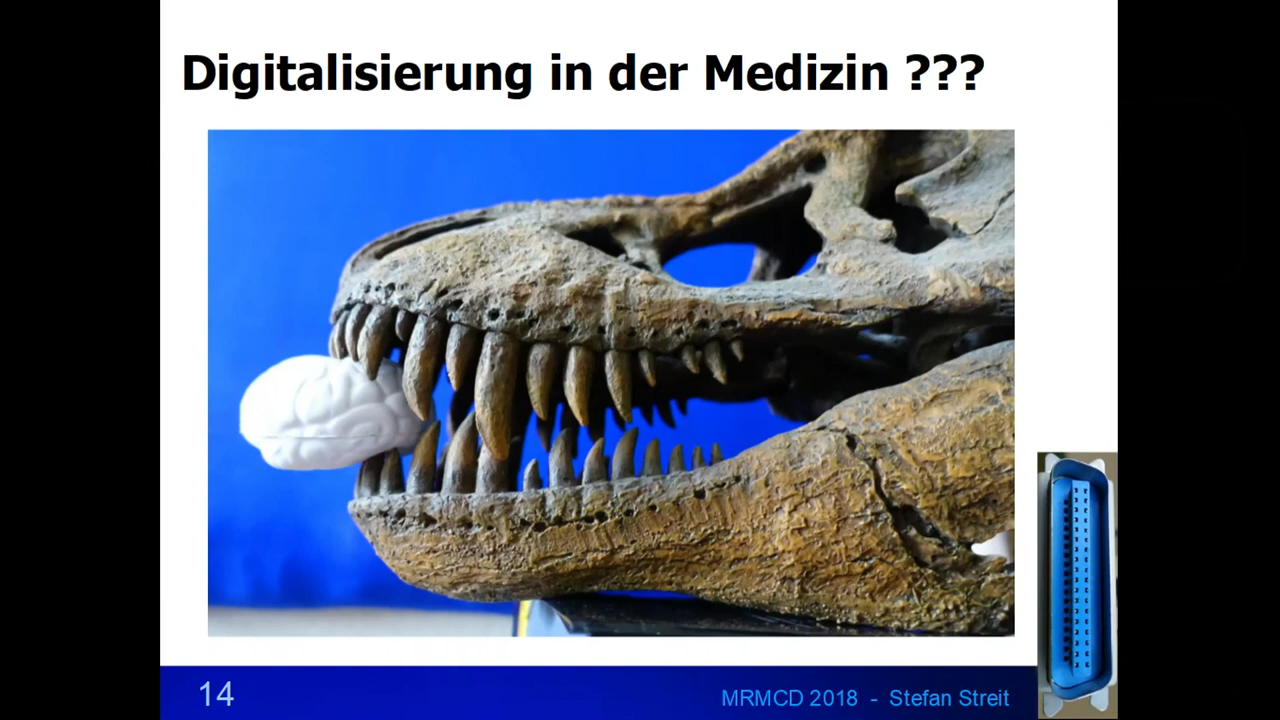 Digitalisierung in der Medizin ???
14
MRMCD 2018 - Stefan Streit